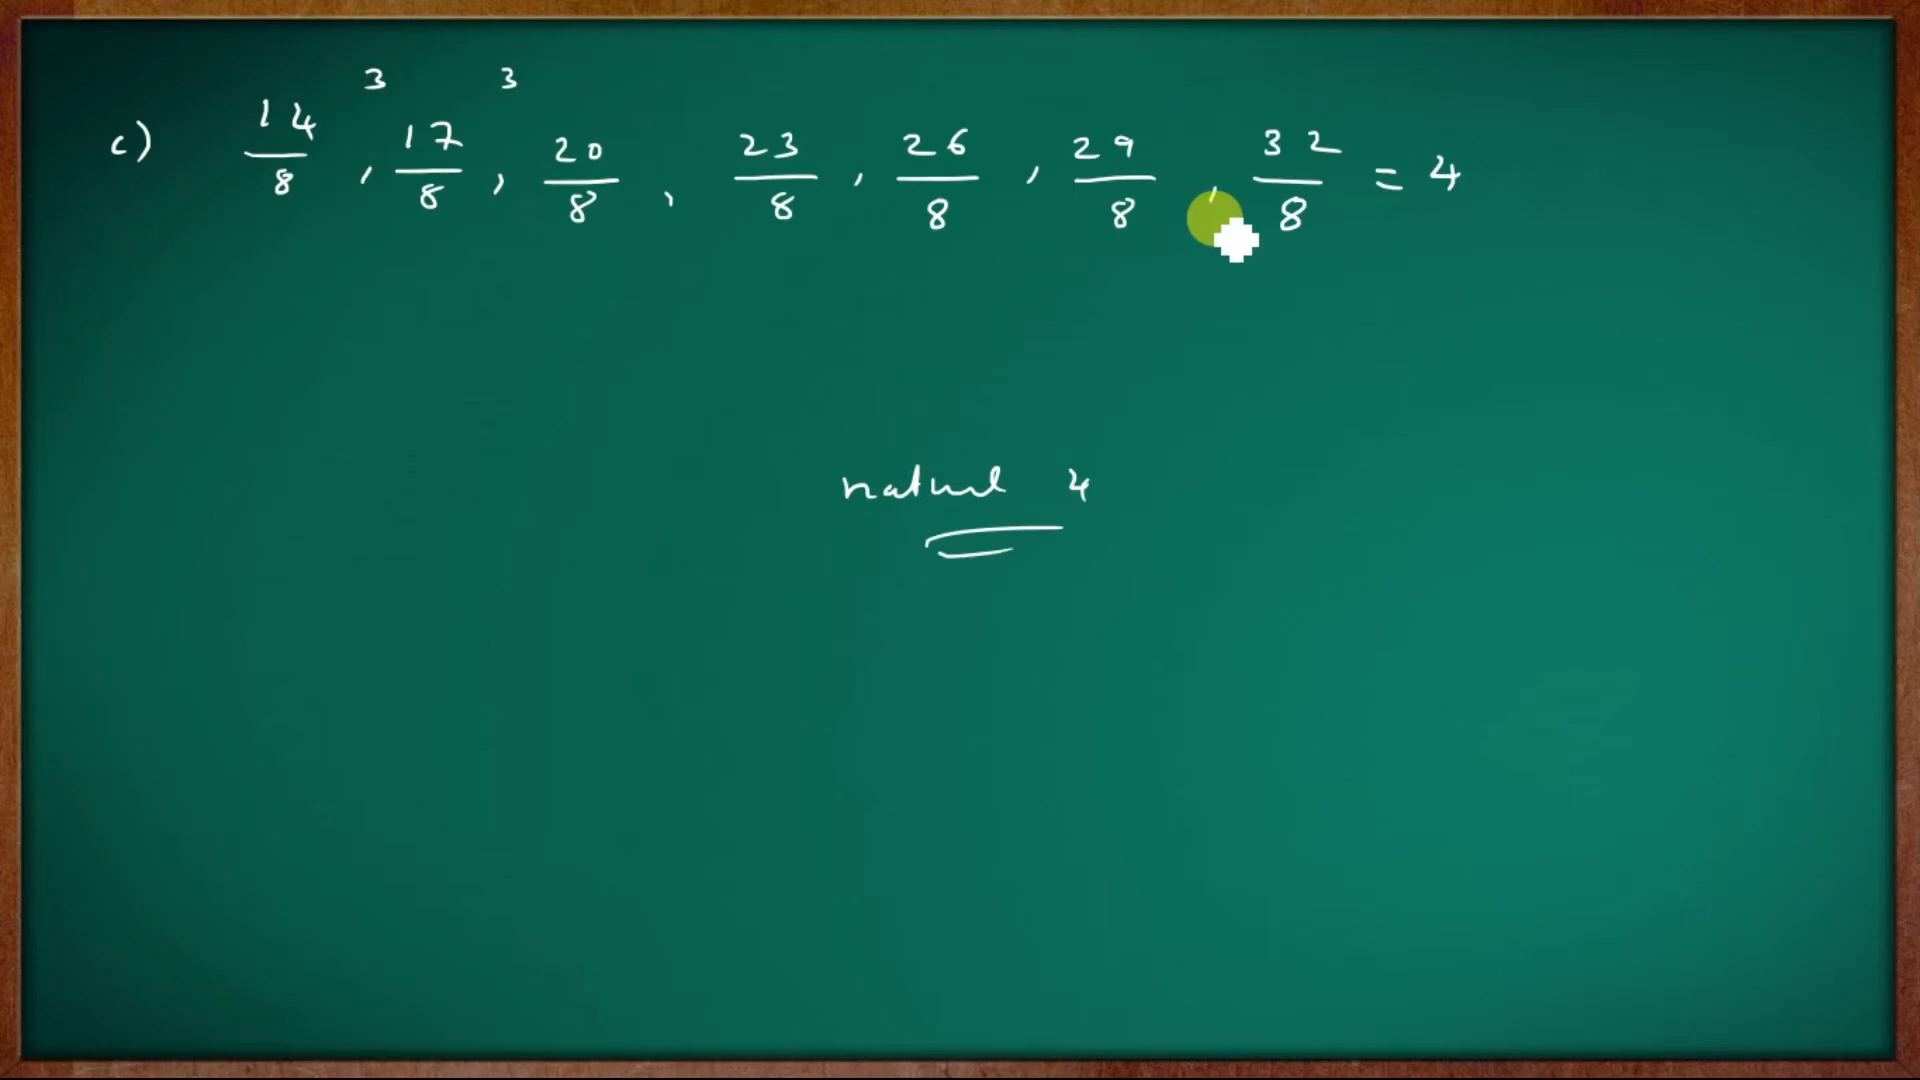 3 3
c) 14/8 , 17/8 , 20/8 , 23/8 , 26/8 , 29/8 , 32/8 = 4
natural 4